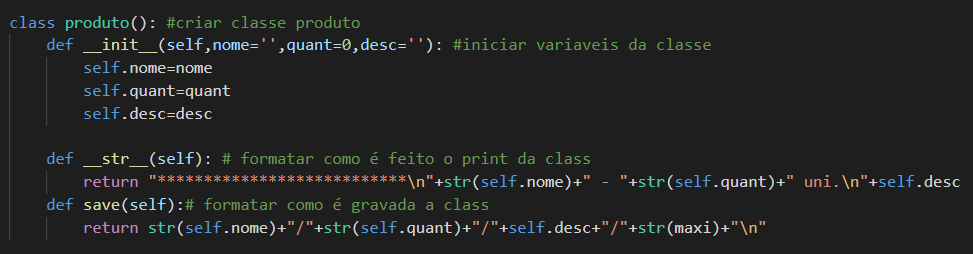 class produto(): #criar classe produto
    def __init__(self,nome='',quant=0,desc=''): #iniciar variaveis da classe
        self.nome=nome
        self.quant=quant
        self.desc=desc
    def __str__(self): # formatar como é feito o print da class
        return "***************************\n"+str(self.nome)+" - "+str(self.quant)+" uni.\n"+self.desc
    def save(self):# formatar como é gravada a class
        return str(self.nome)+"/"+str(self.quant)+"/"+self.desc+"/"+str(maxi)+"\n"